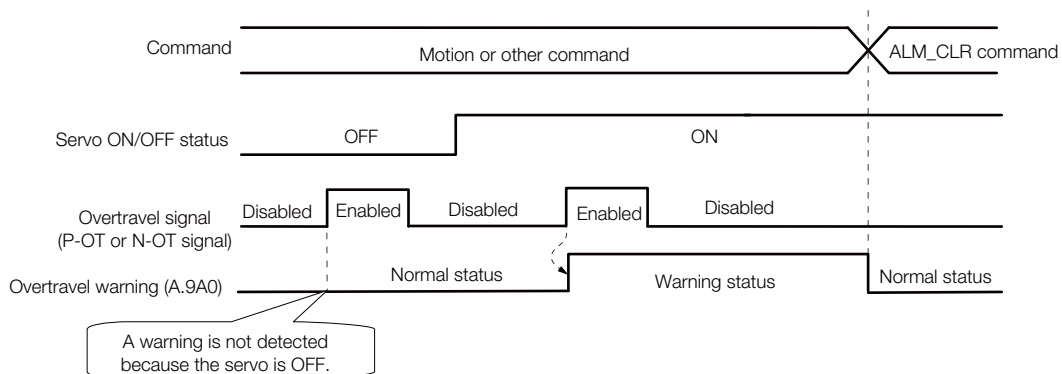 Command
Motion or other command
ALM_CLR command
Servo ON/OFF status
OFF
ON
Overtravel signal
(P-OT or N-OT signal)
Disabled
Enabled
Disabled
Enabled
Disabled
Overtravel warning (A.9A0)
Normal status
Warning status
Normal status
A warning is not detected
because the servo is OFF.